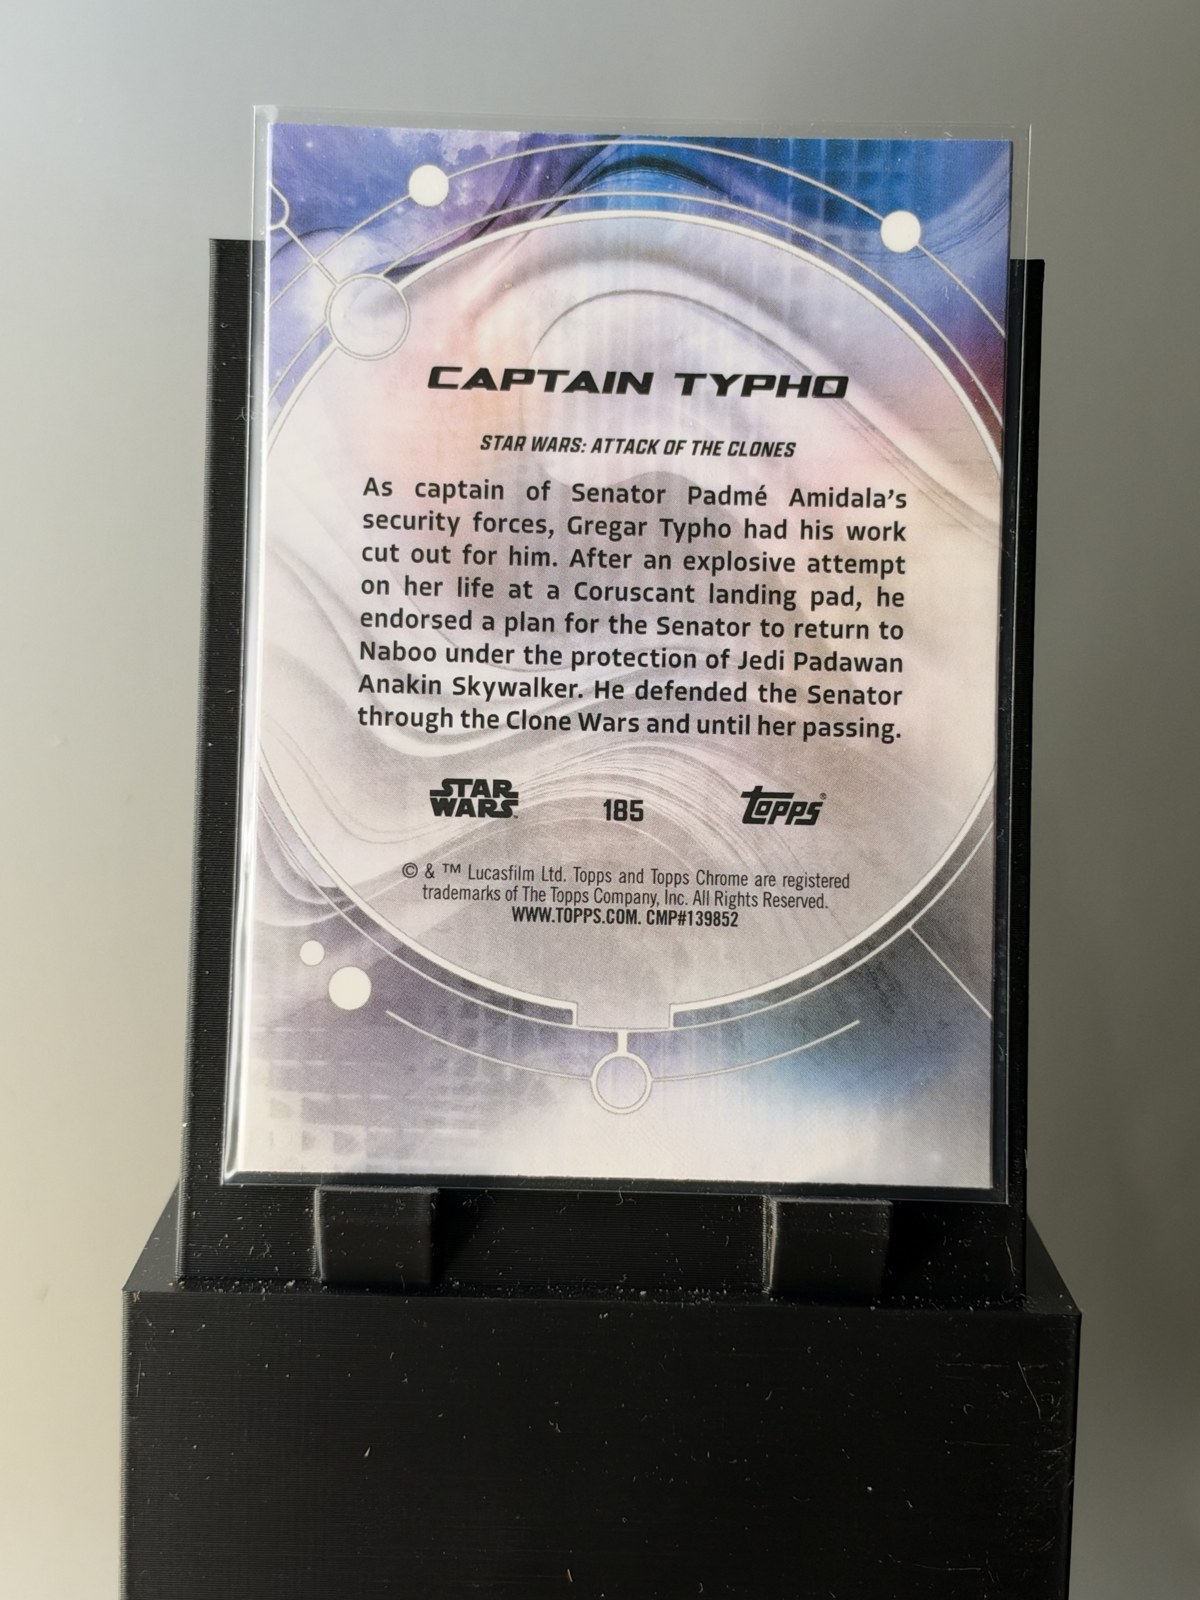 CAPTAIN TYPHO
STAR WARS: ATTACK OF THE CLONES
As captain of Senator Padmé Amidala's
security forces, Gregar Typho had his work
cut out for him. After an explosive attempt
on her life at a Coruscant landing pad, he
endorsed a plan for the Senator to return to
Naboo under the protection of Jedi Padawan
Anakin Skywalker. He defended the Senator
through the Clone Wars and until her passing.
STAR WARS™ 185 Topps®
© & ™ Lucasfilm Ltd. Topps and Topps Chrome are registered
trademarks of The Topps Company, Inc. All Rights Reserved.
WWW.TOPPS.COM. CMP#139852